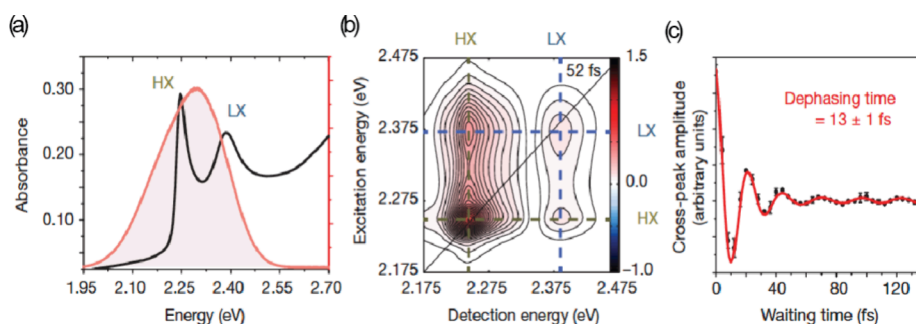 (a)
Absorbance
0.30
0.20
0.10
HX
LX
1.95
2.10
2.25
2.40
2.55
2.70
Energy (eV)
(b)
HX
LX
Excitation energy (eV)
2.475
2.375
2.275
2.175
52 fs
LX
HX
1.5
0.0
−1.0
2.175
2.275
2.375
2.475
Detection energy (eV)
(c)
Cross-peak amplitude
(arbitrary units)
Dephasing time
= 13 ± 1 fs
0
40
80
120
Waiting time (fs)